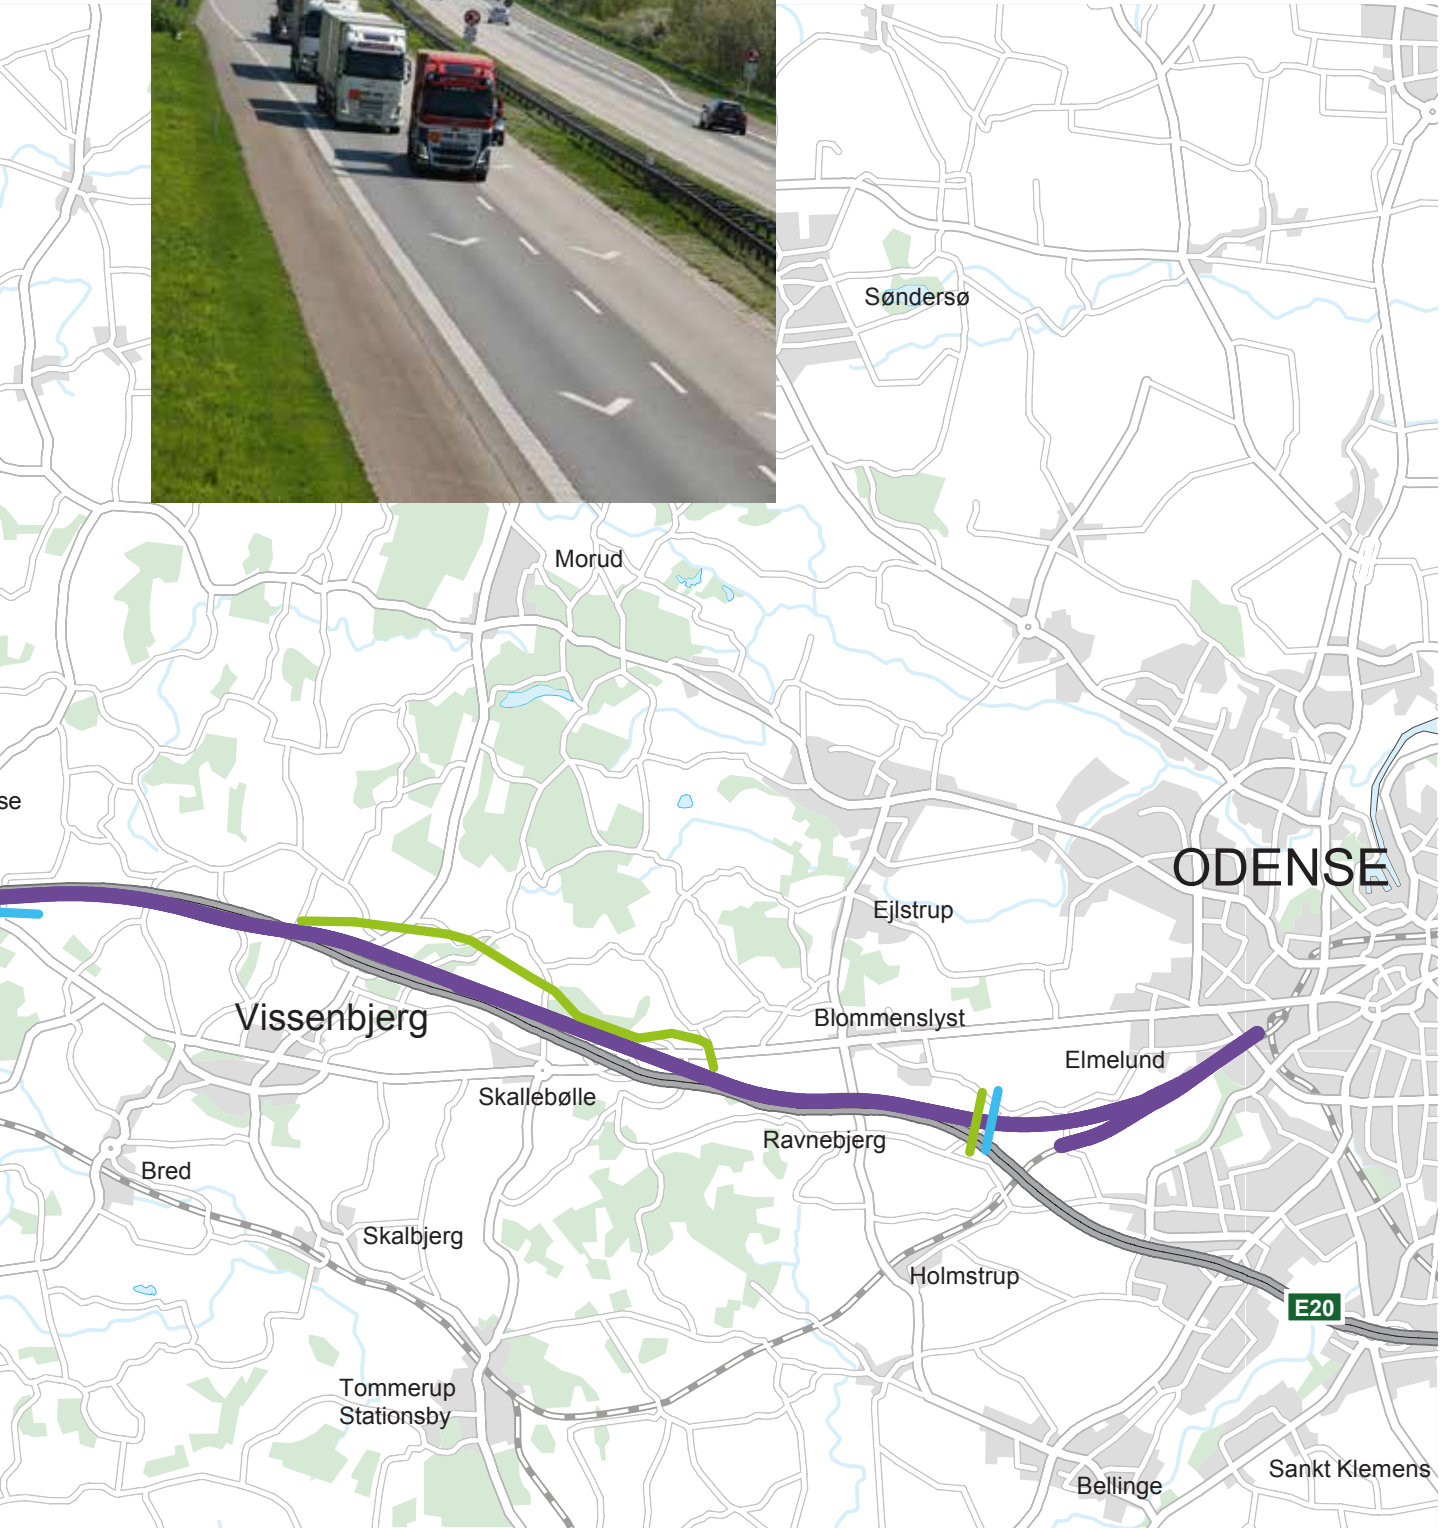 Søndersø
Morud
se
ODENSE
Ejlstrup
Vissenbjerg
Blommenslyst
Elmelund
Skallebølle
Ravnebjerg
Bred
Skalbjerg
Holmstrup
E20
Tommerup
Stationsby
Sankt Klemens
Bellinge